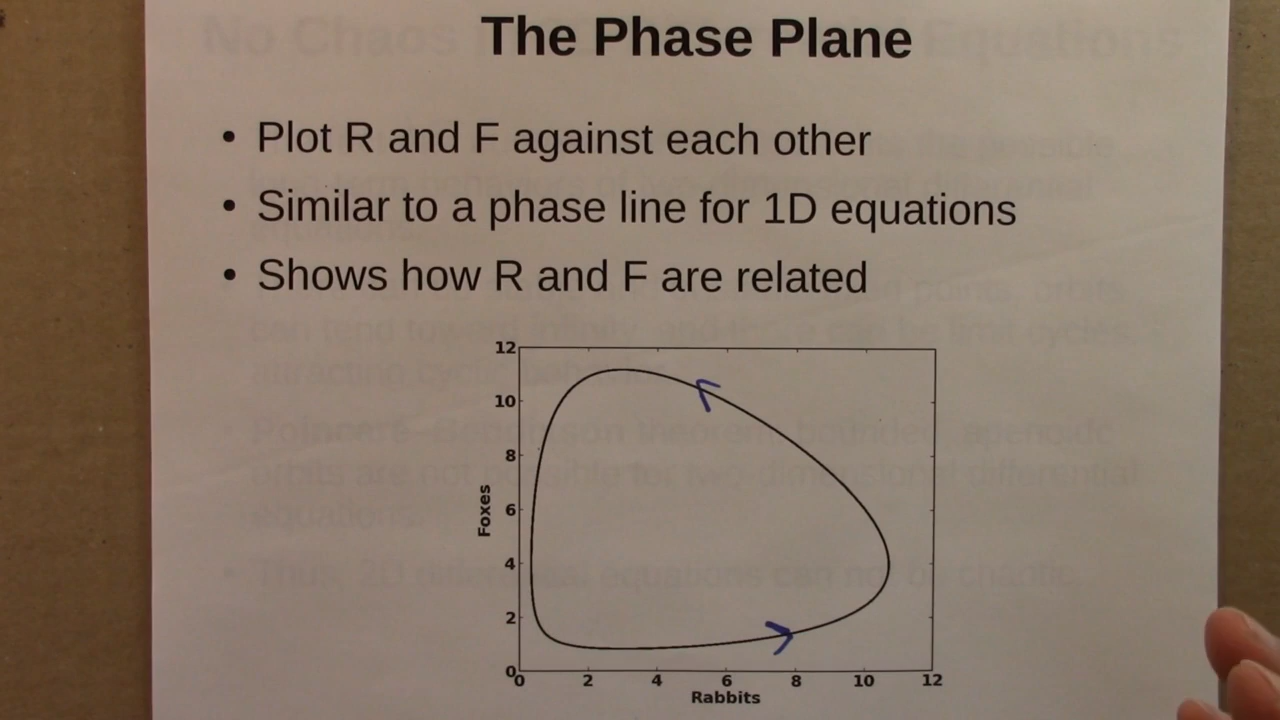 The Phase Plane
• Plot R and F against each other
• Similar to a phase line for 1D equations
• Shows how R and F are related
12
10
8
6
4
2
0
Foxes
0 2 4 6 8 10 12
Rabbits